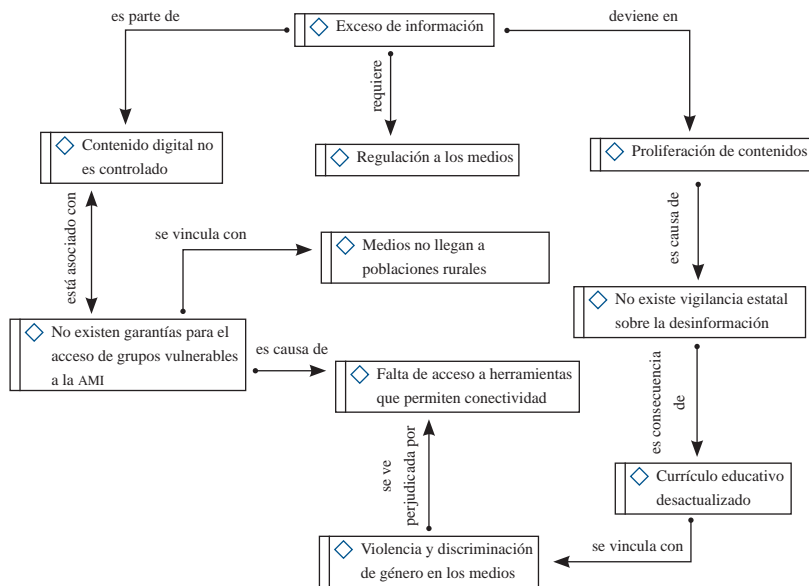 es parte de
Exceso de información
deviene en
requiere
Contenido digital no
es controlado
Regulación a los medios
Proliferación de contenidos
está asociado con
se vincula con
Medios no llegan a
poblaciones rurales
es causa de
No existe vigilancia estatal
sobre la desinformación
No existen garantías para el
acceso de grupos vulnerables
a la AMI
es causa de
Falta de acceso a herramientas
que permiten conectividad
es consecuencia
de
se ve
perjudicada por
Currículo educativo
desactualizado
se vincula con
Violencia y discriminación
de género en los medios